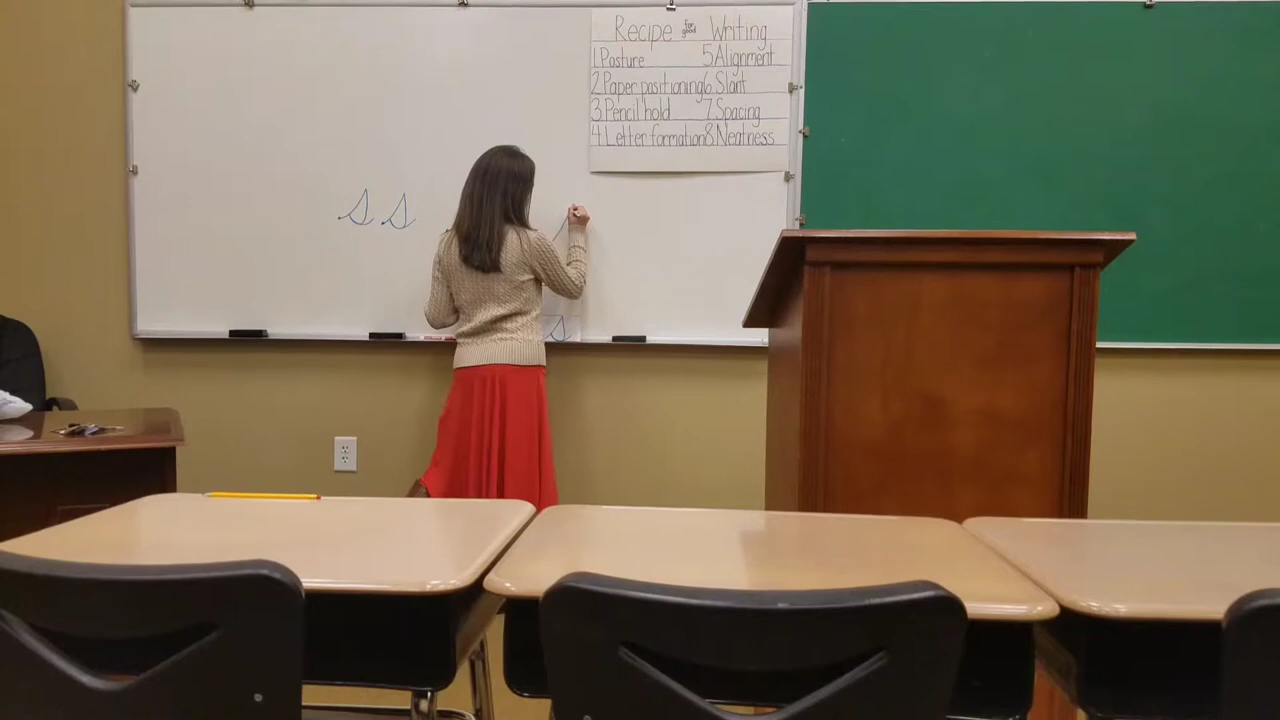 Recipe for good Writing
1 Posture 5 Alignment
2 Paper positioning 6. Slant
3 Pencil hold 7. Spacing
4 Letter formation 8. Neatness
S S
S